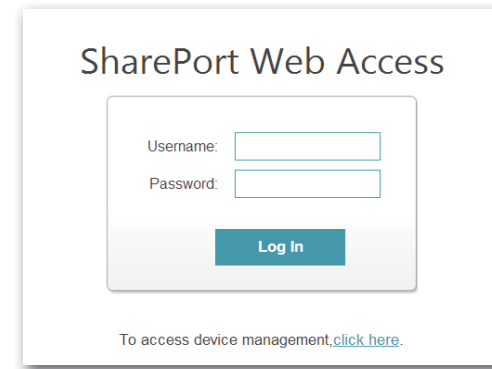 SharePort Web Access
Username:
Password:
Log In
To access device management,click here.